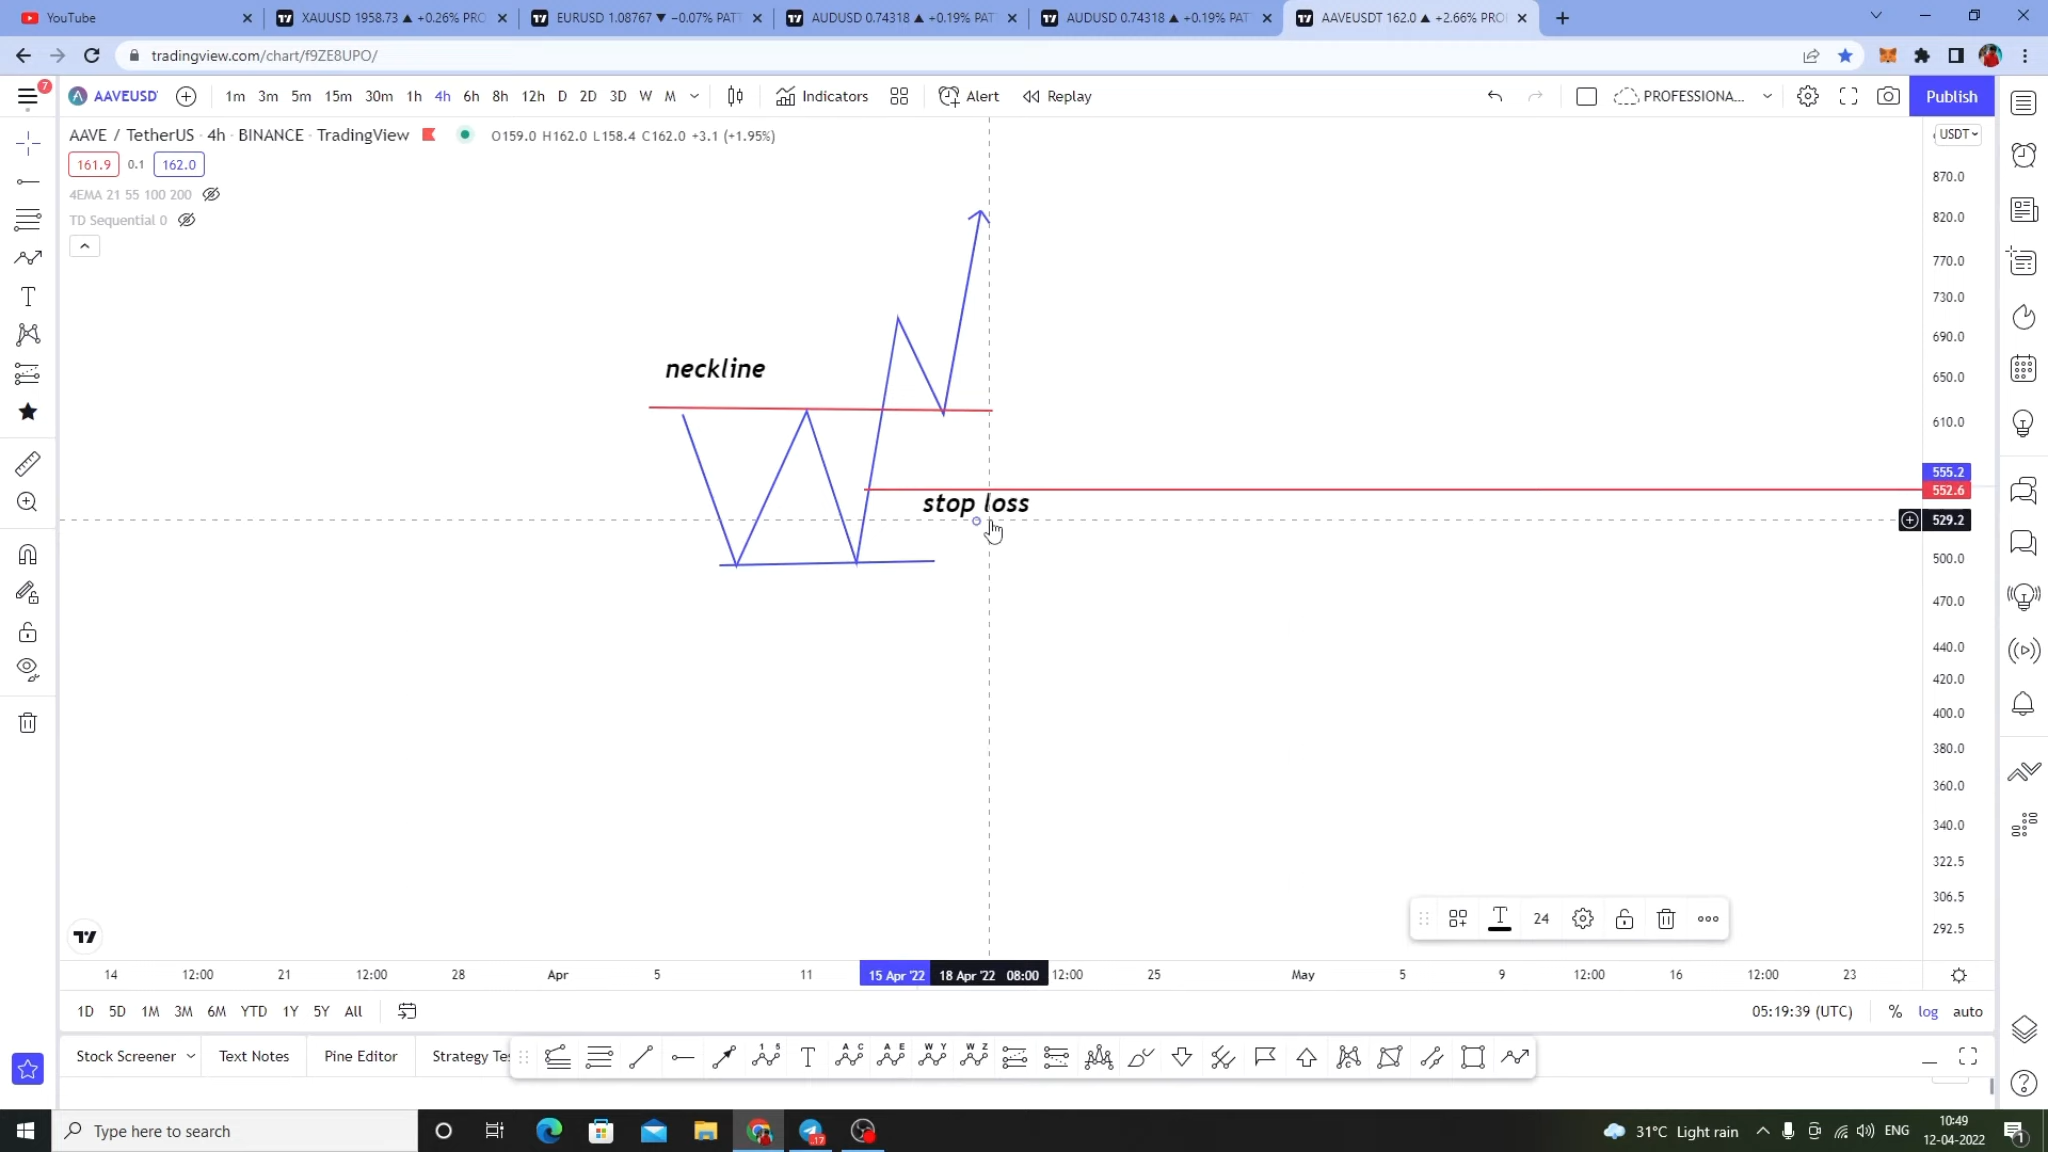 YouTube XAUUSD 1958.73 ▲ +0.26% PRO EURUSD 1.08767 ▼ −0.07% PATT AUDUSD 0.74318 ▲ +0.19% PAT AUDUSD 0.74318 ▲ +0.19% PAT AAVEUSDT 162.0 ▲ +2.66% PRO
tradingview.com/chart/f9ZE8UPO/
7 AAVEUSD 1m 3m 5m 15m 30m 1h 4h 6h 8h 12h D 2D 3D W M Indicators Alert Replay PROFESSIONA... Publish
AAVE / TetherUS · 4h · BINANCE · TradingView O159.0 H162.0 L158.4 C162.0 +3.1 (+1.95%) USDT
161.9 0.1 162.0
4EMA 21 55 100 200
TD Sequential 0
870.0
820.0
770.0
730.0
690.0
neckline
650.0
610.0
555.2
552.6
stop loss
529.2
500.0
470.0
440.0
420.0
400.0
380.0
360.0
340.0
322.5
306.5
292.5
24
14 12:00 21 12:00 28 Apr 5 11 15 Apr '22 18 Apr '22 08:00 12:00 25 May 5 9 12:00 16 12:00 23
1D 5D 1M 3M 6M YTD 1Y 5Y All 05:19:39 (UTC) % log auto
Stock Screener Text Notes Pine Editor Strategy Te
Type here to search 17 31°C Light rain ENG 10:49
12-04-2022
1